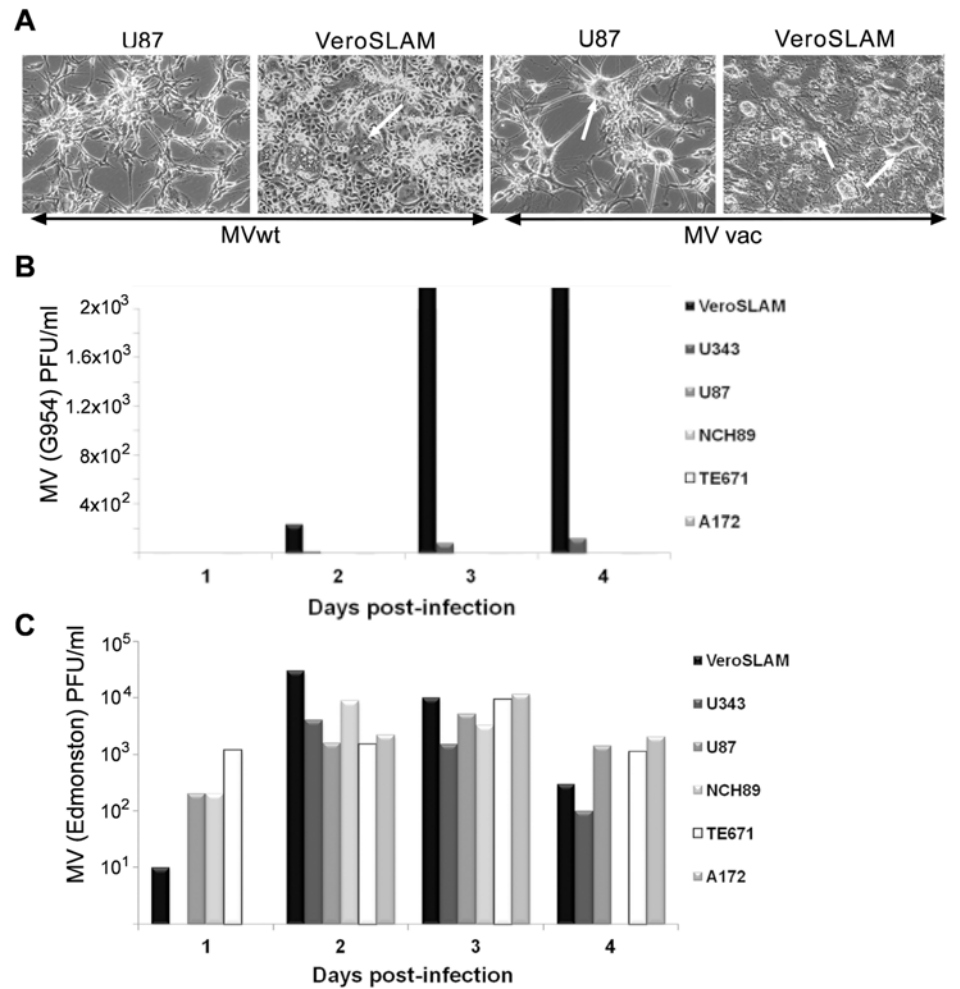 A
U87 VeroSLAM U87 VeroSLAM
MVwt MV vac
B
MV (G954) PFU/ml
2x10³
1.6x10³
1.2x10³
8x10²
4x10²
1 2 3 4
Days post-infection
VeroSLAM
U343
U87
NCH89
TE671
A172
C
MV (Edmonston) PFU/ml
10⁵
10⁴
10³
10²
10¹
1 2 3 4
Days post-infection
VeroSLAM
U343
U87
NCH89
TE671
A172